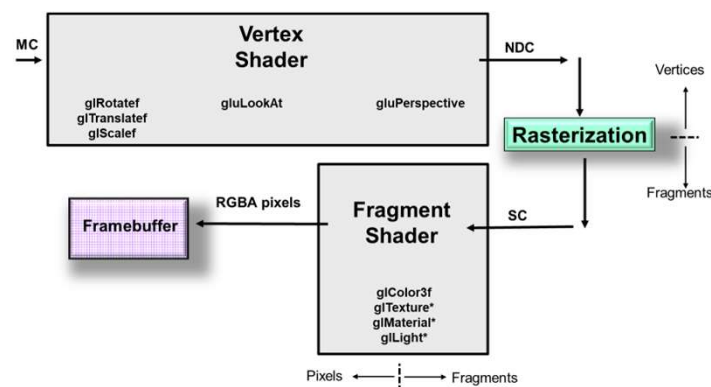 MC
Vertex
Shader
NDC
glRotatef
glTranslatef
glScalef
gluLookAt
gluPerspective
Vertices
Rasterization
Fragments
RGBA pixels
Framebuffer
Fragment
Shader
SC
glColor3f
glTexture*
glMaterial*
glLight*
Pixels
Fragments